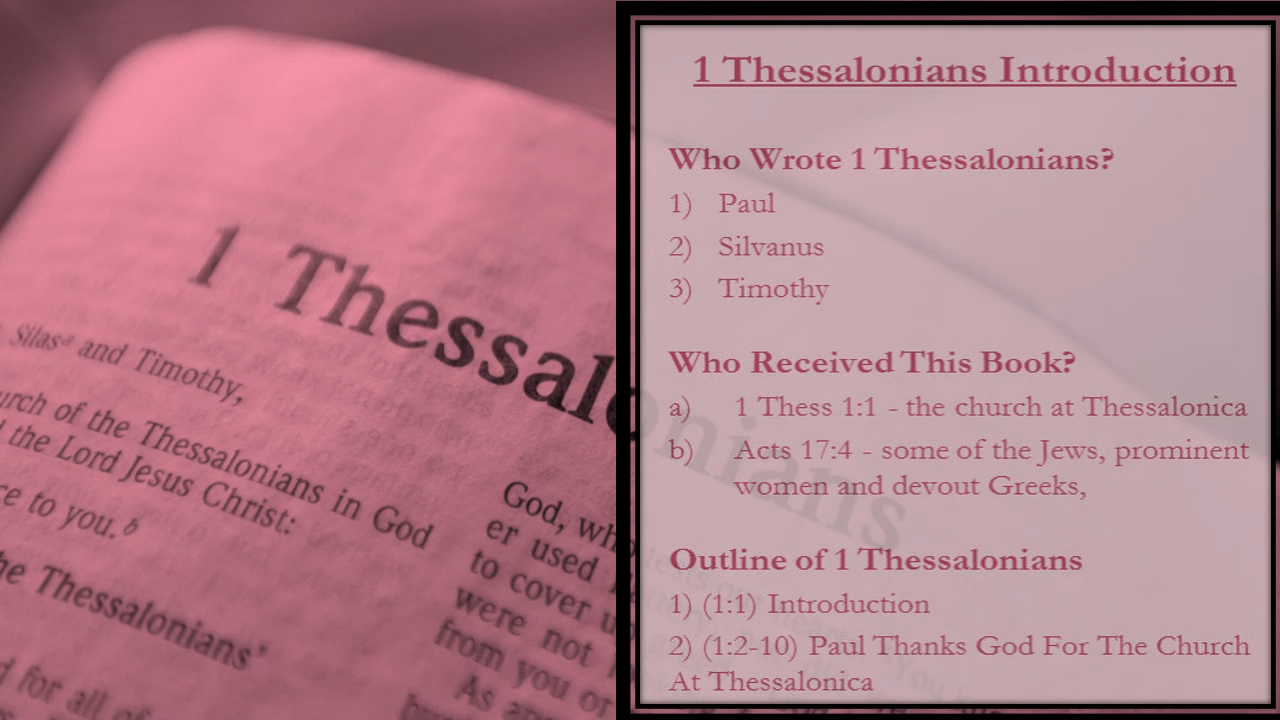 1 Thessalonians
Silasᵃ and Timothy,
urch of the Thessalonians in God
the Lord Jesus Christ:
ce to you.ᵇ
he Thessalonians’
for all of
God, wh
er used
to cover u
were not
from you or
As
1 Thessalonians Introduction
Who Wrote 1 Thessalonians?
1) Paul
2) Silvanus
3) Timothy
Who Received This Book?
a) 1 Thess 1:1 - the church at Thessalonica
b) Acts 17:4 - some of the Jews, prominent
women and devout Greeks,
Outline of 1 Thessalonians
1) (1:1) Introduction
2) (1:2-10) Paul Thanks God For The Church
At Thessalonica